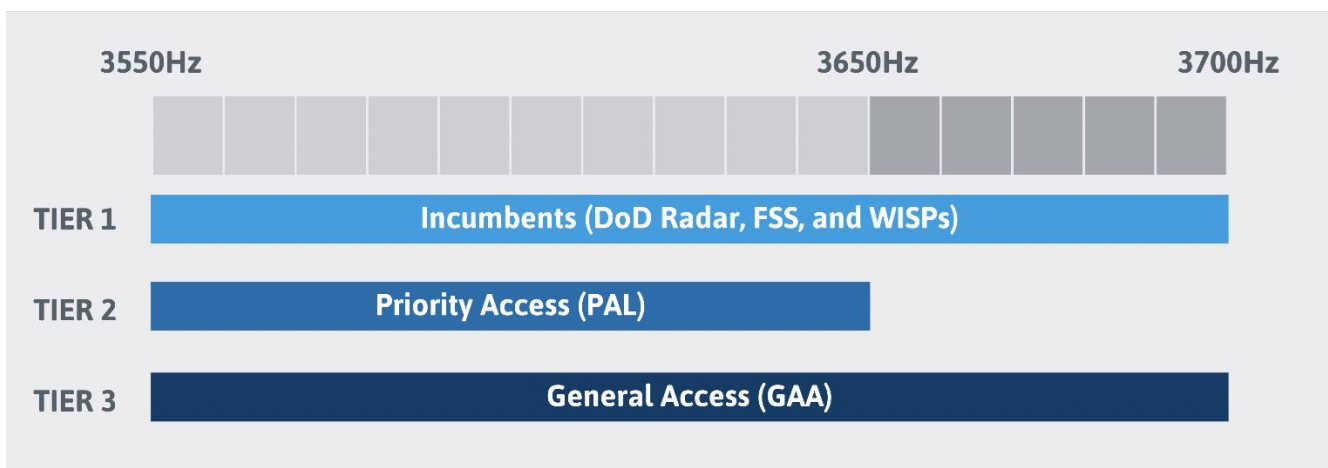 3550Hz 3650Hz 3700Hz
TIER 1 Incumbents (DoD Radar, FSS, and WISPs)
TIER 2 Priority Access (PAL)
TIER 3 General Access (GAA)